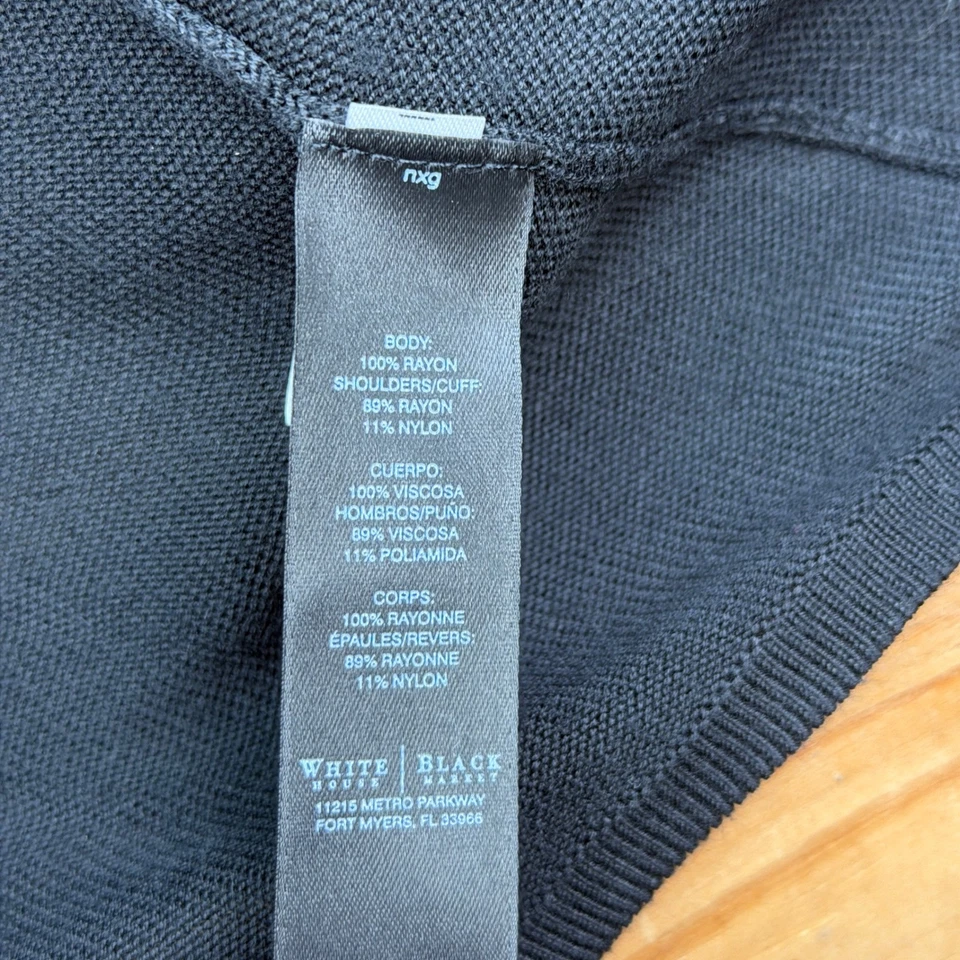 nxg
BODY:
100% RAYON
SHOULDERS/CUFF:
89% RAYON
11% NYLON
CUERPO:
100% VISCOSA
HOMBROS/PUÑO:
89% VISCOSA
11% POLIAMIDA
CORPS:
100% RAYONNE
ÉPAULES/REVERS:
89% RAYONNE
11% NYLON
WHITE | BLACK
HOUSE MARKET
11215 METRO PARKWAY
FORT MYERS, FL 33966